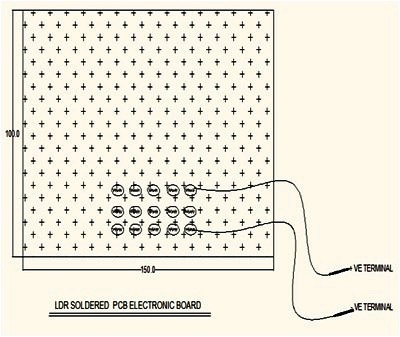 100.0
+ VE TERMINAL
150.0
- VE TERMINAL
LDR SOLDERED PCB ELECTRONIC BOARD